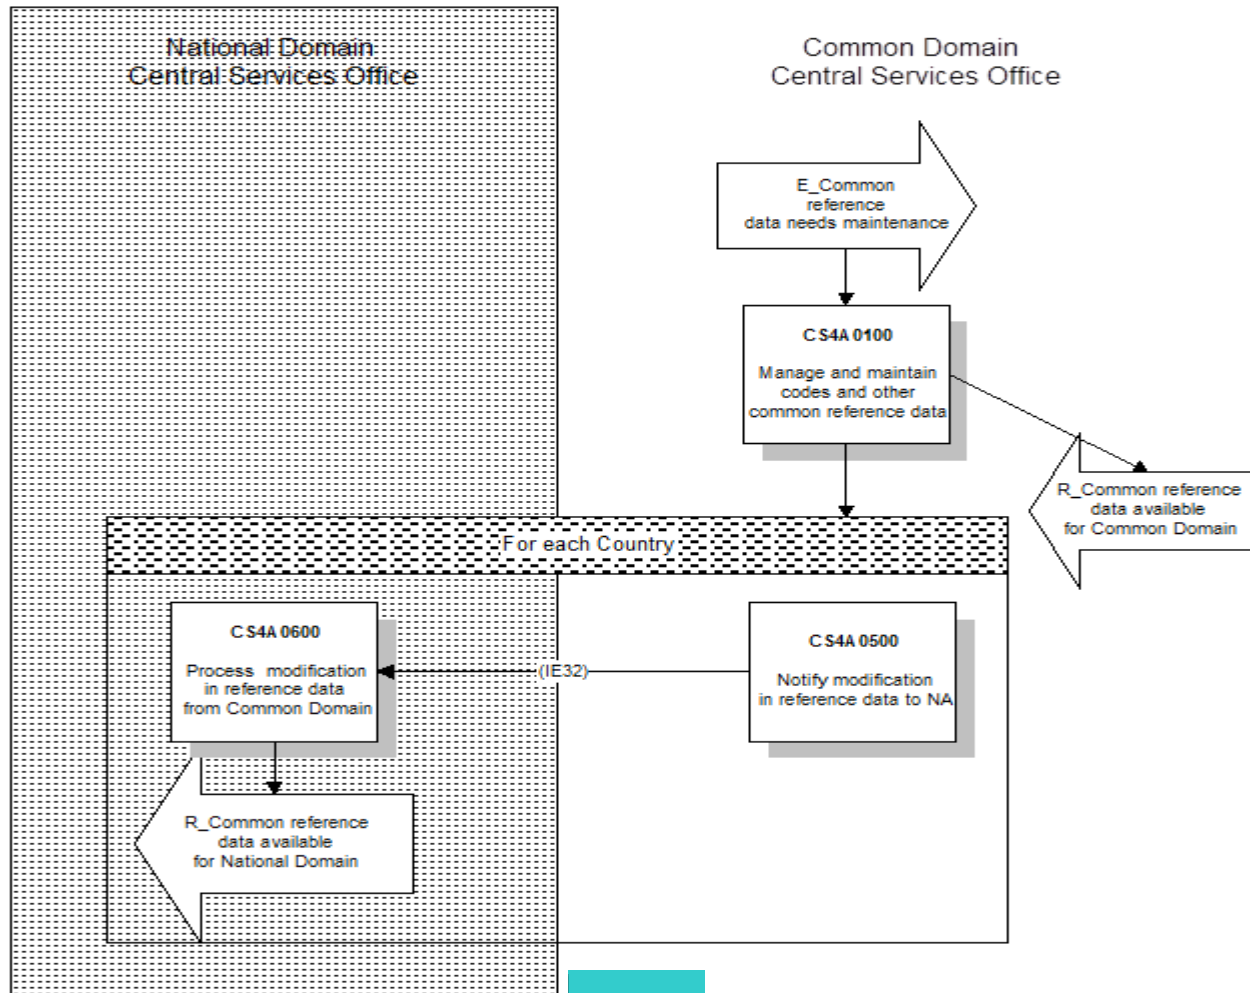 National Domain
Central Services Office
Common Domain
Central Services Office
E_Common
reference
data needs maintenance
CS4A 0100
Manage and maintain
codes and other
common reference data
R_Common reference
data available
for Common Domain
For each Country
CS4A 0600
Process modification
in reference data
from Common Domain
(IE32)
CS4A 0500
Notify modification
in reference data to NA
R_Common reference
data available
for National Domain